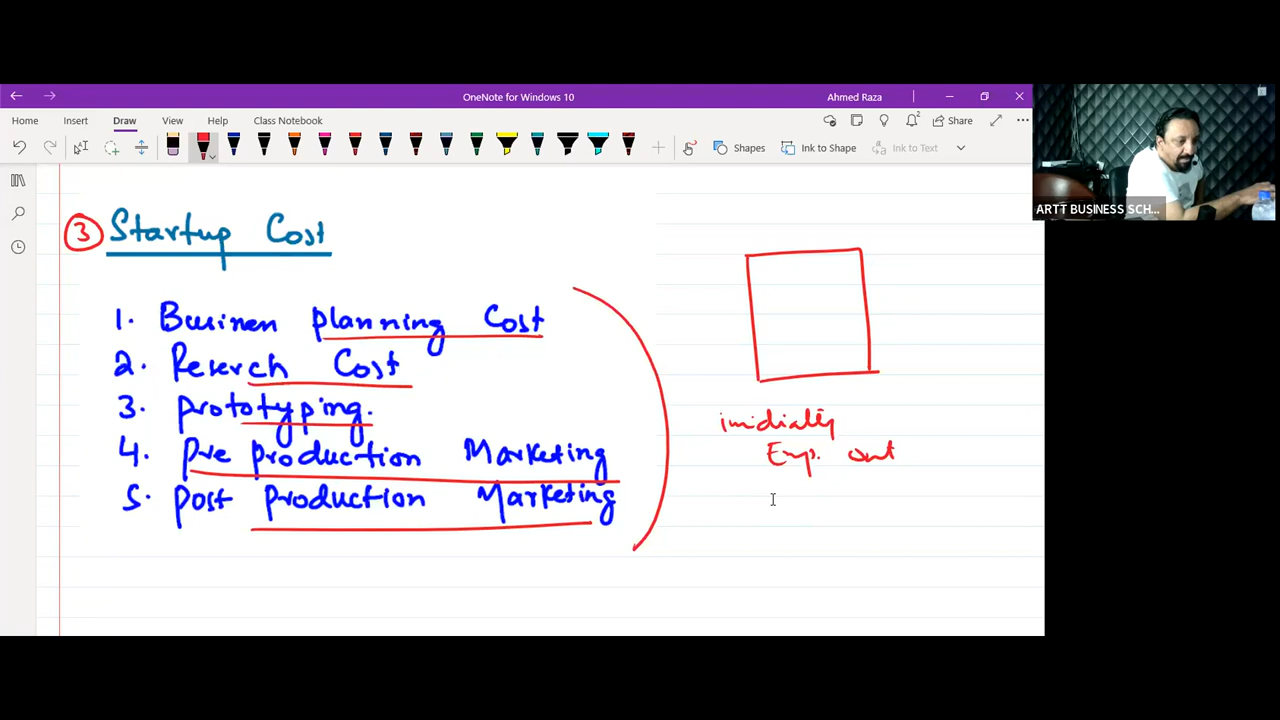 OneNote for Windows 10
Ahmed Raza
Home Insert Draw View Help Class Notebook
Share
Shapes Ink to Shape Ink to Text
ARTT BUSINESS SCH...
3 Startup Cost
1. Businen planning Cost
2. Reserch Cost
3. prototyping.
4. Pre production Marketing
5. post production Marketing
inidially
Exp. out